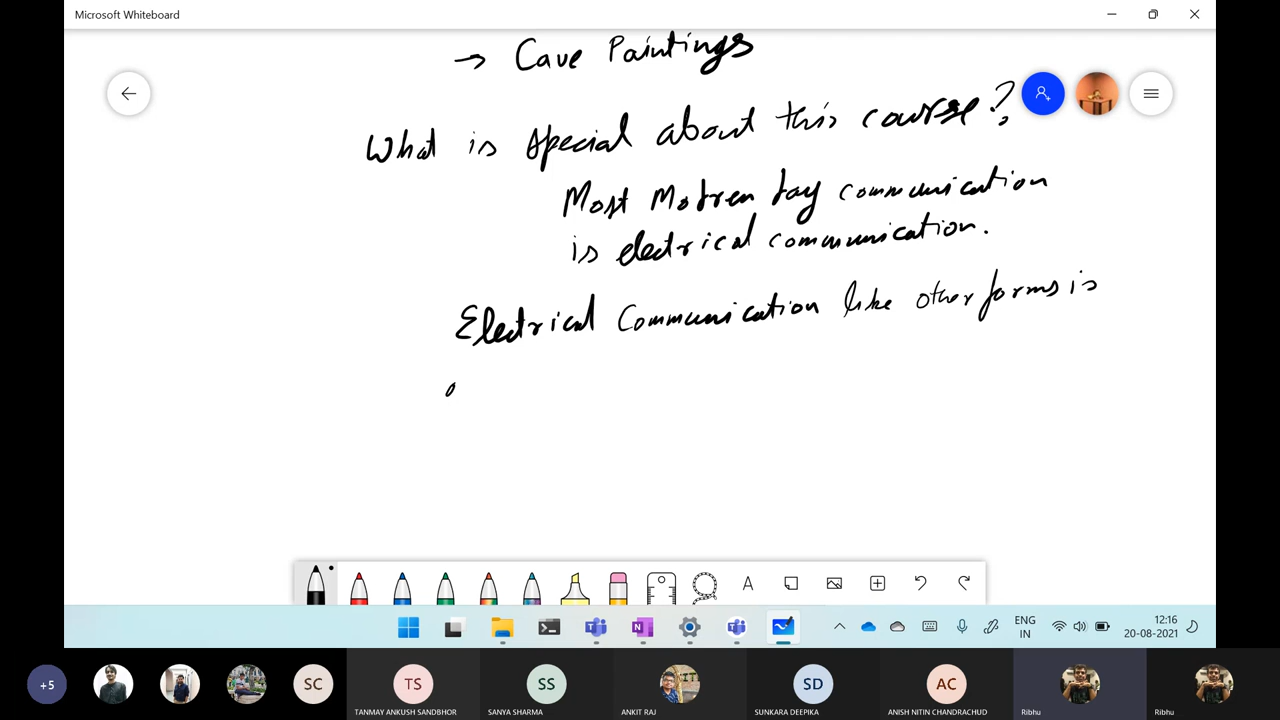 Microsoft Whiteboard
→ Cave Paintings
What is special about this course?
Most Modren day communication
is electrical communication.
Electrical Communication like other forms is
A
ENG
IN
12:16
20-08-2021
+5
SC
TS
SS
SD
AC
TANMAY ANKUSH SANDBHOR
SANYA SHARMA
ANKIT RAJ
SUNKARA DEEPIKA
ANISH NITIN CHANDRACHUD
Ribhu
Ribhu